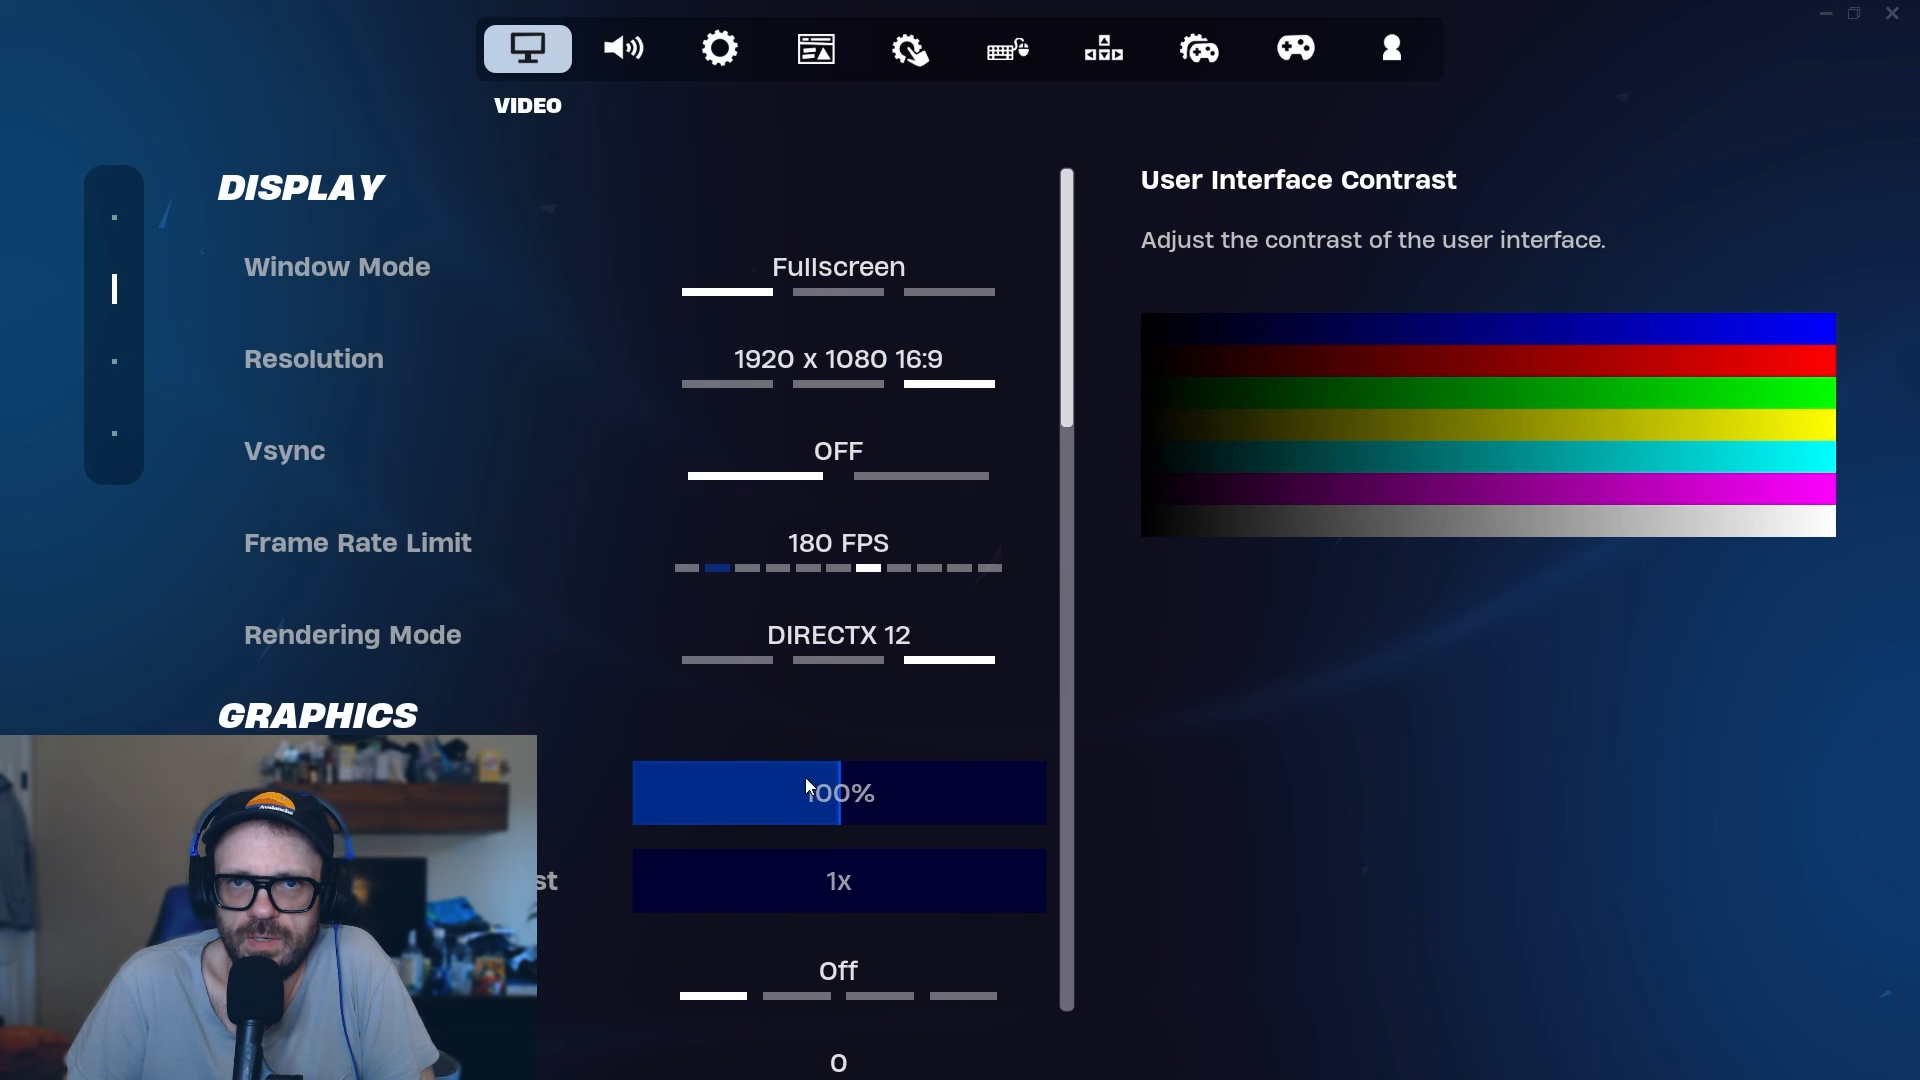 VIDEO
DISPLAY
Window Mode
Fullscreen
Resolution
1920 x 1080 16:9
Vsync
OFF
Frame Rate Limit
180 FPS
Rendering Mode
DIRECTX 12
GRAPHICS
100%
st
1x
Off
0
User Interface Contrast
Adjust the contrast of the user interface.
Avalanche